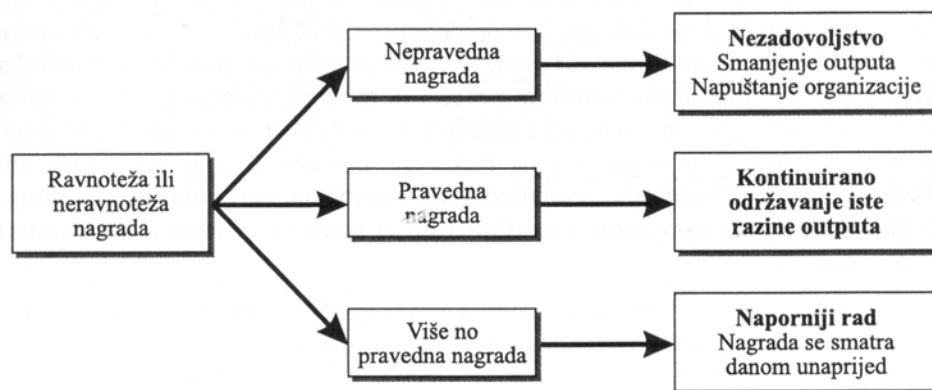 Nepravedna
nagrada
Nezadovoljstvo
Smanjenje outputa
Napuštanje organizacije
Ravnoteža ili
neravnoteža
nagrada
Pravedna
nagrada
Kontinuirano
održavanje iste
razine outputa
Više no
pravedna nagrada
Naporniji rad
Nagrada se smatra
danom unaprijed